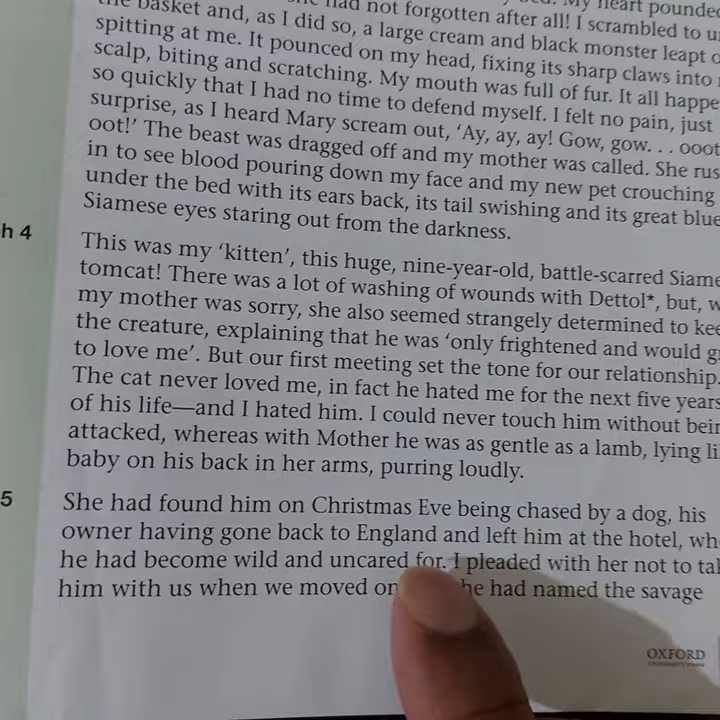 the basket and, as I did so, a large cream and black monster leapt
had not forgotten after all! I scrambled to
My heart pounded
spitting at me. It pounced on my head, fixing its sharp claws into
scalp, biting and scratching. My mouth was full of fur. It all
so quickly that I had no time to defend myself. I felt no pain, just
surprise, as I heard Mary scream out, ‘Ay, ay, ay! Gow, gow. . . ooot
oot!’ The beast was dragged off and my mother was called. She
in to see blood pouring down my face and my new pet crouching
under the bed with its ears back, its tail swishing and its great blue
Siamese eyes staring out from the darkness.
h 4
This was my ‘kitten’, this huge, nine-year-old, battle-scarred
tomcat! There was a lot of washing of wounds with Dettol*, but,
my mother was sorry, she also seemed strangely determined to
the creature, explaining that he was ‘only frightened and would
to love me’. But our first meeting set the tone for our relationship.
The cat never loved me, in fact he hated me for the next five years
of his life—and I hated him. I could never touch him without
attacked, whereas with Mother he was as gentle as a lamb, lying
baby on his back in her arms, purring loudly.
5
She had found him on Christmas Eve being chased by a dog, his
owner having gone back to England and left him at the hotel,
he had become wild and uncared for. I pleaded with her not to
him with us when we moved he had named the savage
OXFORD